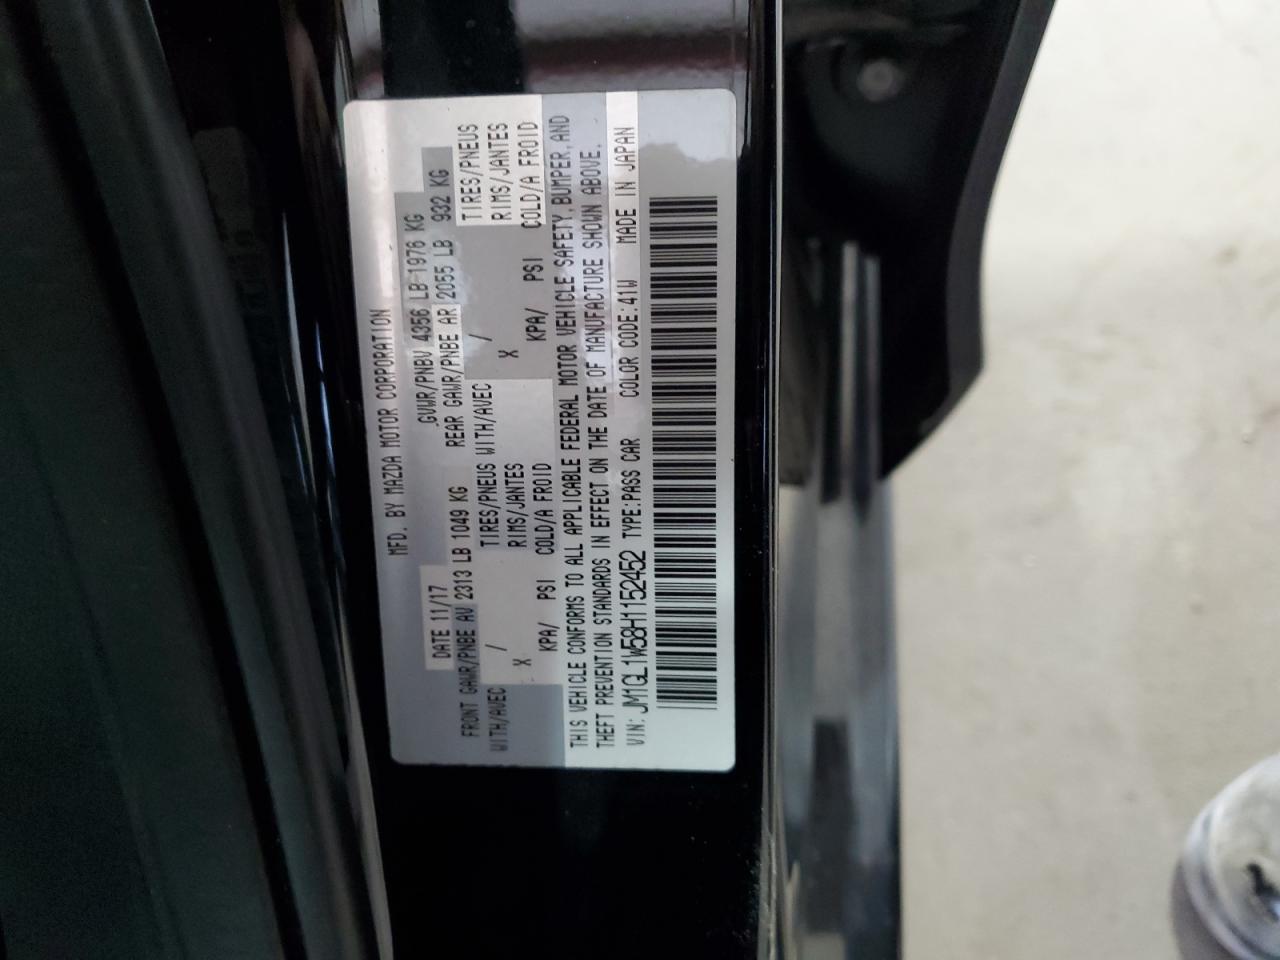 MFD. BY MAZDA MOTOR CORPORATION
DATE 11/17 GVWR/PNBV 4356 LB 1976 KG
FRONT GAWR/PNBE AV 2313 LB 1049 KG REAR GAWR/PNBE AR 2055 LB 932 KG
WITH/AVEC / TIRES/PNEUS WITH/AVEC / TIRES/PNEUS
X RIMS/JANTES X RIMS/JANTES
KPA/ PSI COLD/A FROID KPA/ PSI COLD/A FROID
THIS VEHICLE CONFORMS TO ALL APPLICABLE FEDERAL MOTOR VEHICLE SAFETY, BUMPER, AND
THEFT PREVENTION STANDARDS IN EFFECT ON THE DATE OF MANUFACTURE SHOWN ABOVE.
VIN: JM1GL1W58H1152452 TYPE:PASS CAR COLOR CODE:41W MADE IN JAPAN